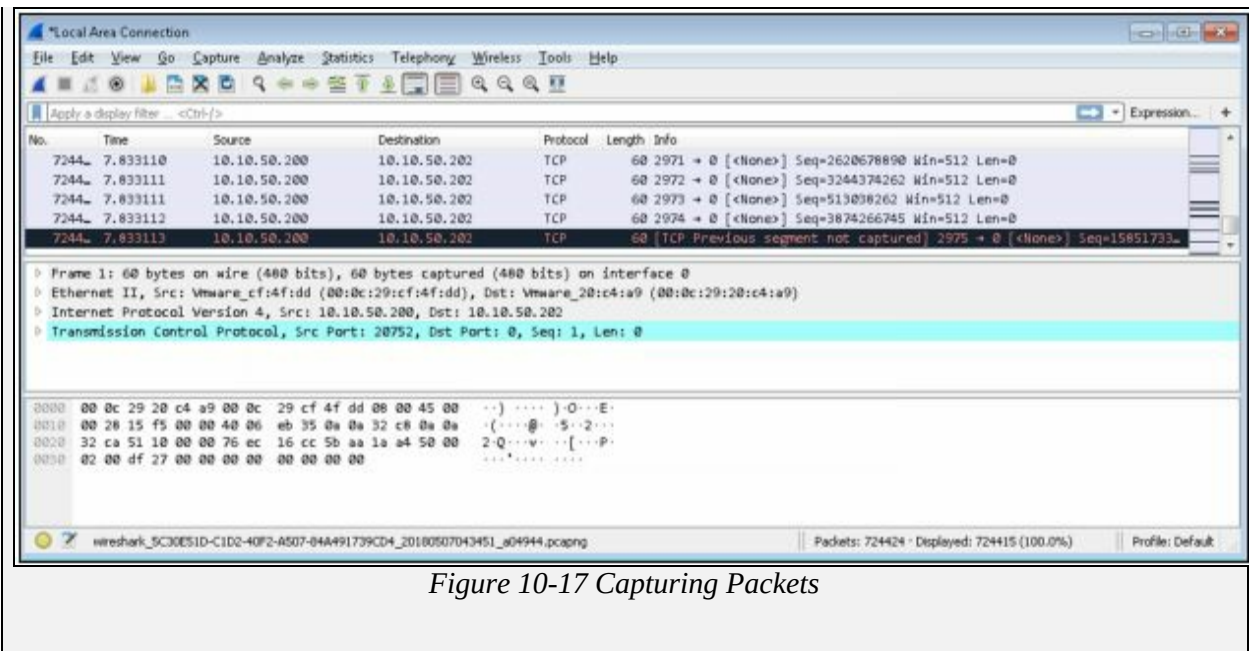 *Local Area Connection
File Edit View Go Capture Analyze Statistics Telephony Wireless Tools Help
Apply a display filter ... <Ctrl-/>
Expression... +
No. Time Source Destination Protocol Length Info
7244… 7.833110 10.10.50.200 10.10.50.202 TCP 60 2971 → 0 [<None>] Seq=2620678890 Win=512 Len=0
7244… 7.833111 10.10.50.200 10.10.50.202 TCP 60 2972 → 0 [<None>] Seq=3244374262 Win=512 Len=0
7244… 7.833111 10.10.50.200 10.10.50.202 TCP 60 2973 → 0 [<None>] Seq=513038262 Win=512 Len=0
7244… 7.833112 10.10.50.200 10.10.50.202 TCP 60 2974 → 0 [<None>] Seq=3874266745 Win=512 Len=0
7244… 7.833113 10.10.50.200 10.10.50.202 TCP 60 [TCP Previous segment not captured] 2975 → 0 [<None>] Seq=15851733…
Frame 1: 60 bytes on wire (480 bits), 60 bytes captured (480 bits) on interface 0
Ethernet II, Src: Vmware_cf:4f:dd (00:0c:29:cf:4f:dd), Dst: Vmware_20:c4:a9 (00:0c:29:20:c4:a9)
Internet Protocol Version 4, Src: 10.10.50.200, Dst: 10.10.50.202
Transmission Control Protocol, Src Port: 20752, Dst Port: 0, Seq: 1, Len: 0
0000 00 0c 29 20 c4 a9 00 0c 29 cf 4f dd 08 00 45 00 ··) ···· )·O···E·
0010 00 28 15 f5 00 00 40 06 eb 35 0a 0a 32 c8 0a 0a ·(····@· ·5··2···
0020 32 ca 51 10 00 00 76 ec 16 cc 5b aa 1a a4 50 00 2·Q···v· ··[···P·
0030 02 00 df 27 00 00 00 00 00 00 00 00 ···'···· ····
wireshark_5C30E51D-C1D2-40F2-A507-84A491739CD4_20180507043451_a04944.pcapng Packets: 724424 · Displayed: 724415 (100.0%) Profile: Default
Figure 10-17 Capturing Packets